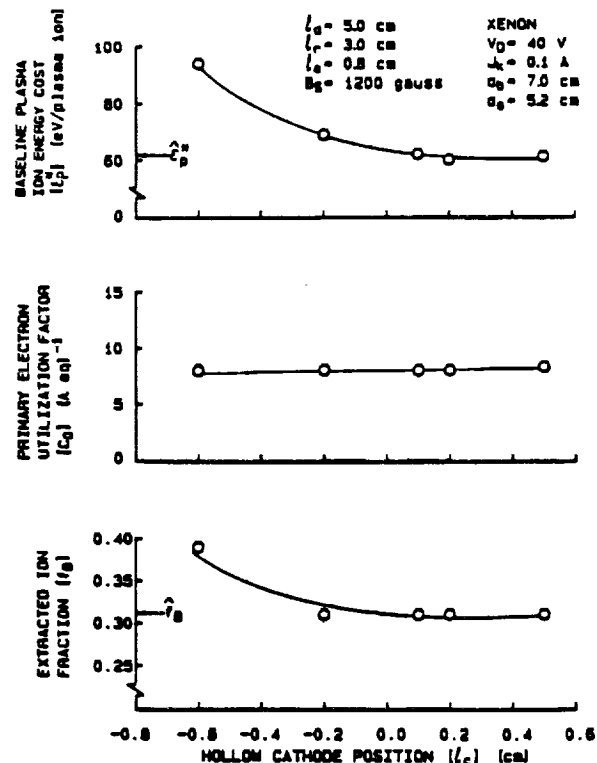 l_d = 5.0 cm
l_r = 3.0 cm
l_a = 0.8 cm
B_S = 1200 gauss
XENON
V_D = 40 V
J_K = 0.1 A
d_b = 7.0 cm
d_a = 5.2 cm
BASELINE PLASMA
ION ENERGY COST
(ε*_p) (eV/plasma ion)
100
80
60
0
ε̂*_p
PRIMARY ELECTRON
UTILIZATION FACTOR
(C_0) (A eq)^-1
15
10
5
0
EXTRACTED ION
FRACTION (f_B)
0.40
0.35
0.30
0.25
f̂_B
-0.8 -0.6 -0.4 -0.2 0.0 0.2 0.4 0.6
HOLLOW CATHODE POSITION (l_c) (cm)